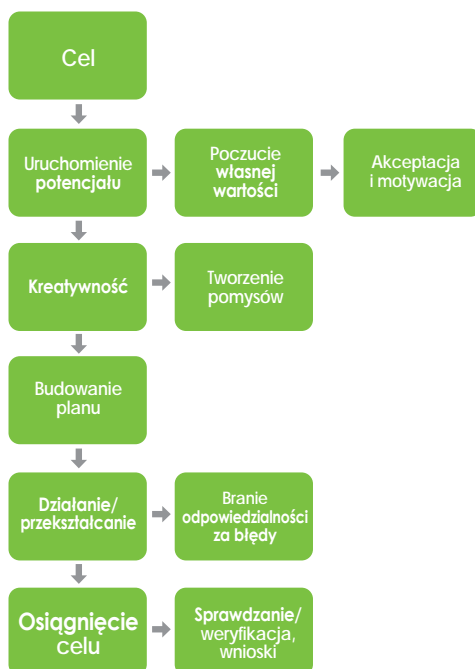 Cel
Uruchomienie
potencjału
Poczucie
własnej
wartości
Akceptacja
i motywacja
Kreatywność
Tworzenie
pomysów
Budowanie
planu
Działanie/
przekształcanie
Branie
odpowiedzialności
za błędy
Osiągnięcie
celu
Sprawdzanie/
weryfikacja,
wnioski